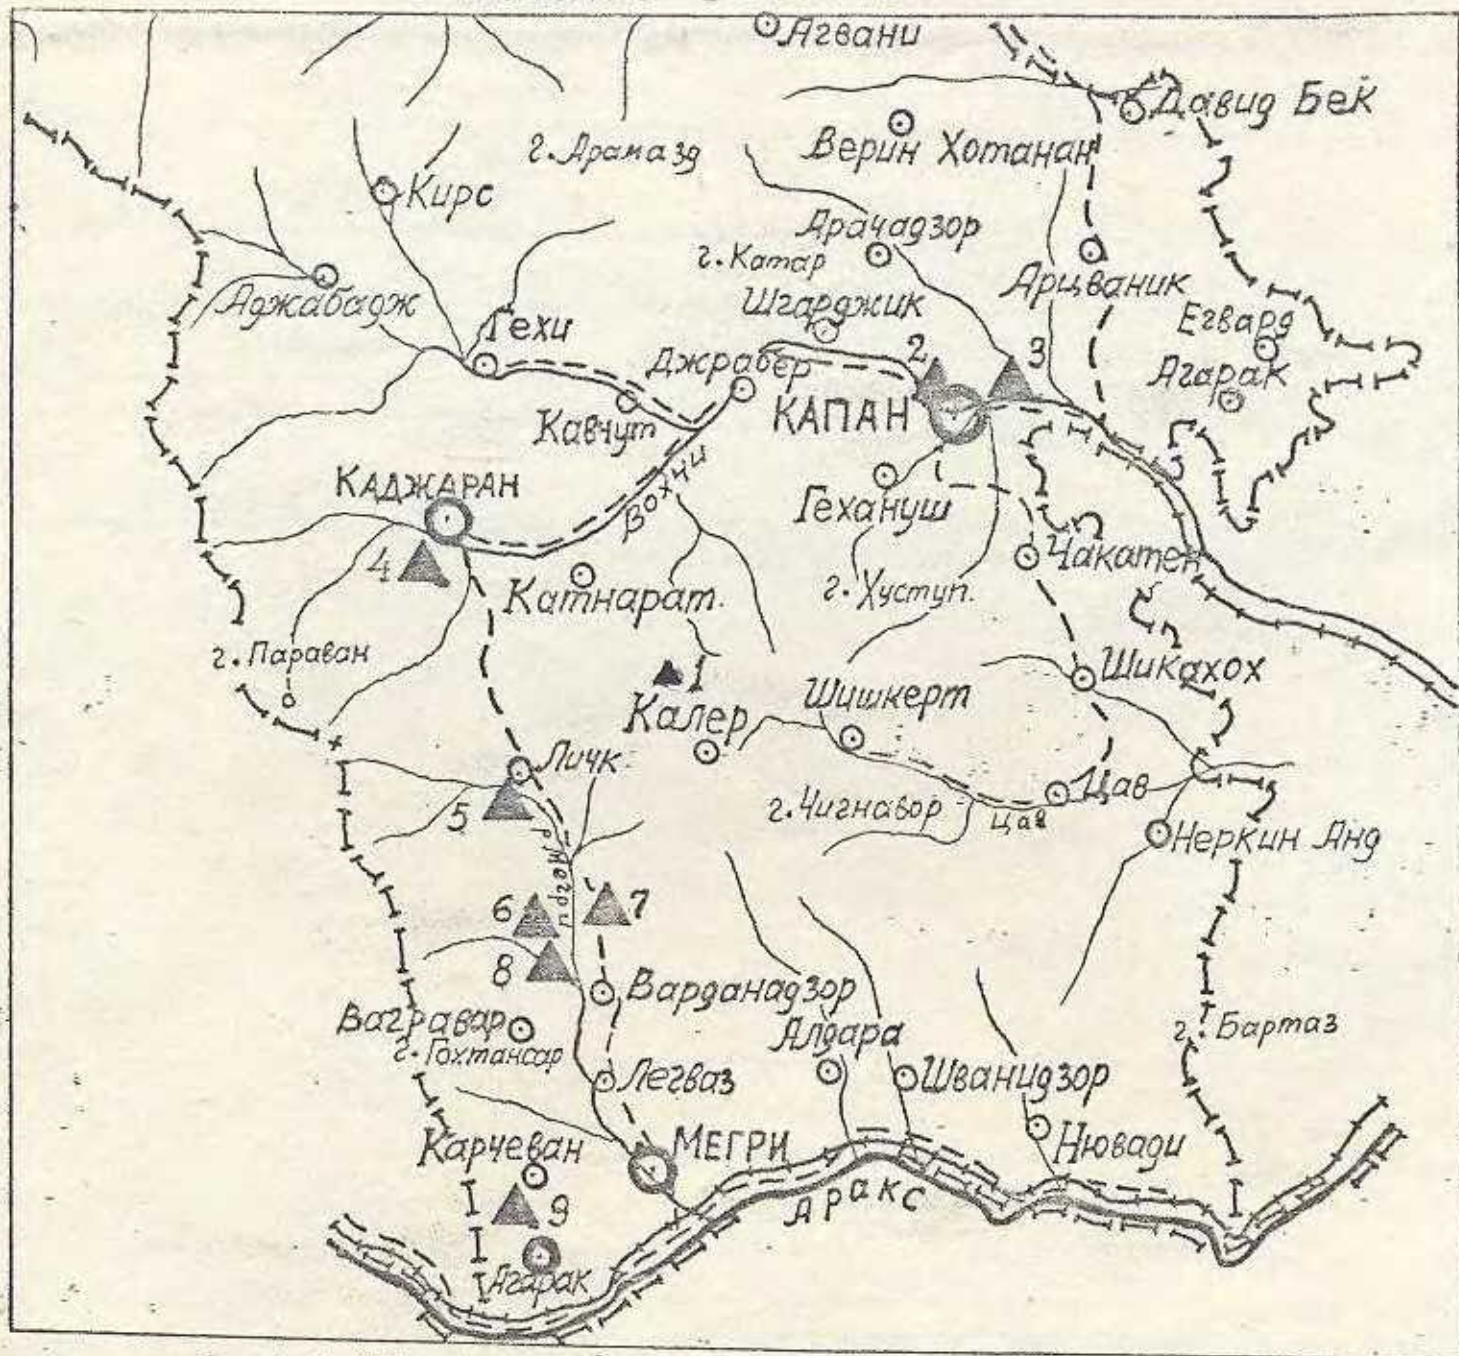 Агвани
Давид Бек
Верин Хотанан
г. Арамазд
Кирс
Арачадзор
г. Катар
Арцваник
Аджабадж
Шгарджик
Егвард
Гехи
Джрабер
2
3
Агарак
КАПАН
Кавчут
Вохчи
КАДЖАРАН
Гехануш
4
Катнарат.
г. Хуступ.
Чакатен
г. Параван
1
Калер
Шишкерт
Шикахох
Личк
5
г. Чигнавор
Цав
Цав
Неркин Анд
р. Мегри
6
7
8
Варданадзор
Вагравар
г. Гохтансар
Алдара
г. Бартаз
Легваз
Шванидзор
Карчеван
МЕГРИ
Нювади
9
Аракс
Агарак